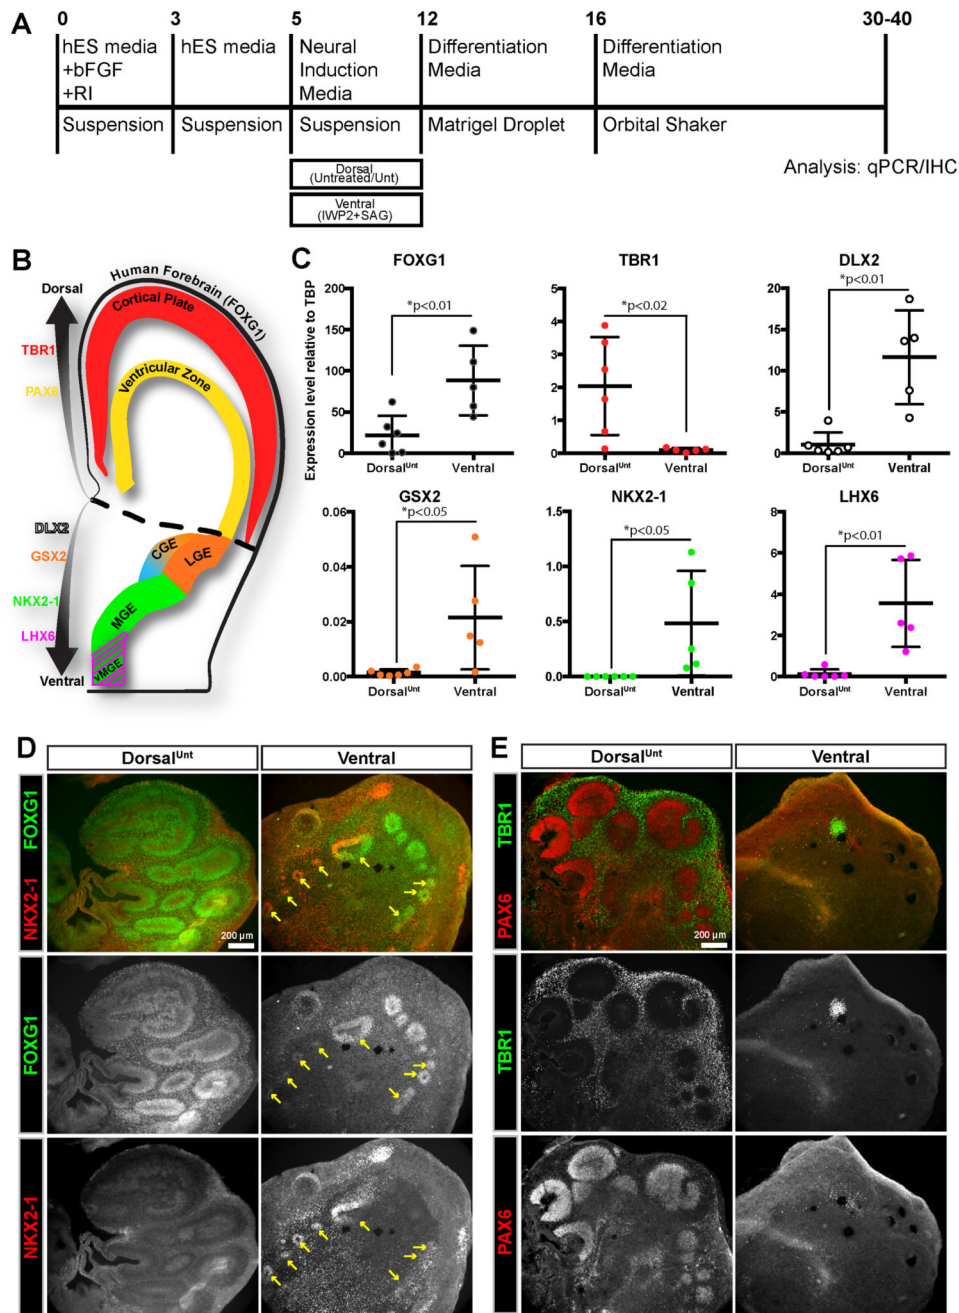 A
0 3 5 12 16 30-40
hES media
+bFGF
+RI
hES media
Neural
Induction
Media
Differentiation
Media
Differentiation
Media
Suspension
Suspension
Suspension
Matrigel Droplet
Orbital Shaker
Dorsal
(Untreated/Unt)
Ventral
(IWP2+SAG)
Analysis: qPCR/IHC
B
Dorsal
TBR1
PAX6
DLX2
GSX2
NKX2-1
LHX6
Ventral
Human Forebrain (FOXG1)
Cortical Plate
Ventricular Zone
CGE
LGE
MGE
vMGE
C
Expression level relative to TBP
FOXG1
200
150
100
50
0
*p<0.01
DorsalUnt Ventral
TBR1
5
4
3
2
1
0
*p<0.02
DorsalUnt Ventral
DLX2
20
15
10
5
0
*p<0.01
DorsalUnt Ventral
GSX2
0.06
0.04
0.02
0.00
*p<0.05
DorsalUnt Ventral
NKX2-1
1.5
1.0
0.5
0.0
*p<0.05
DorsalUnt Ventral
LHX6
8
6
4
2
0
*p<0.01
DorsalUnt Ventral
D
DorsalUnt Ventral
NKX2-1 FOXG1
200 µm
FOXG1
NKX2-1
E
DorsalUnt Ventral
PAX6 TBR1
200 µm
TBR1
PAX6